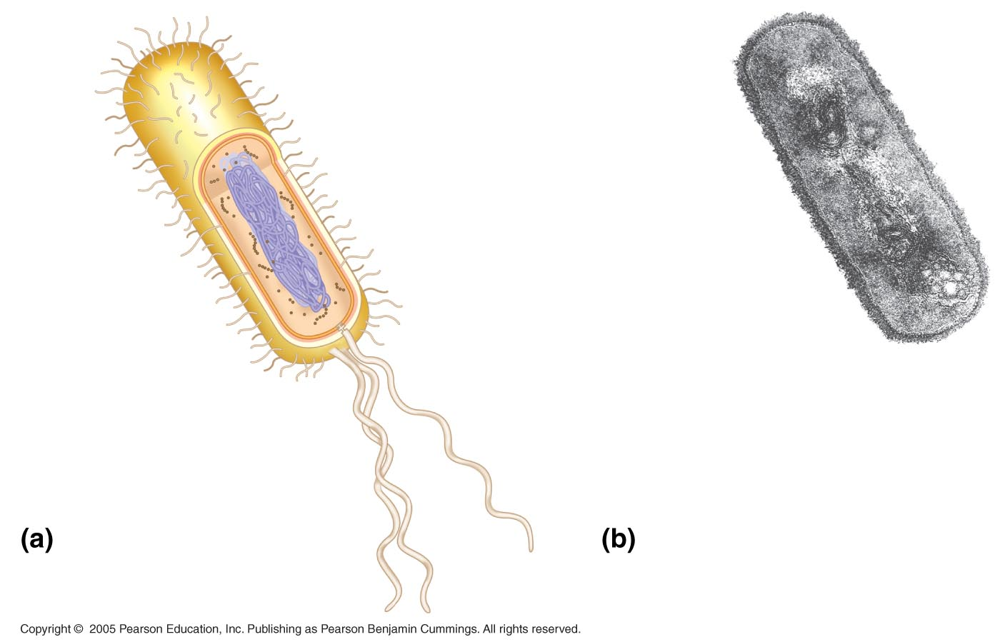 (a)
(b)
Copyright © 2005 Pearson Education, Inc. Publishing as Pearson Benjamin Cummings. All rights reserved.